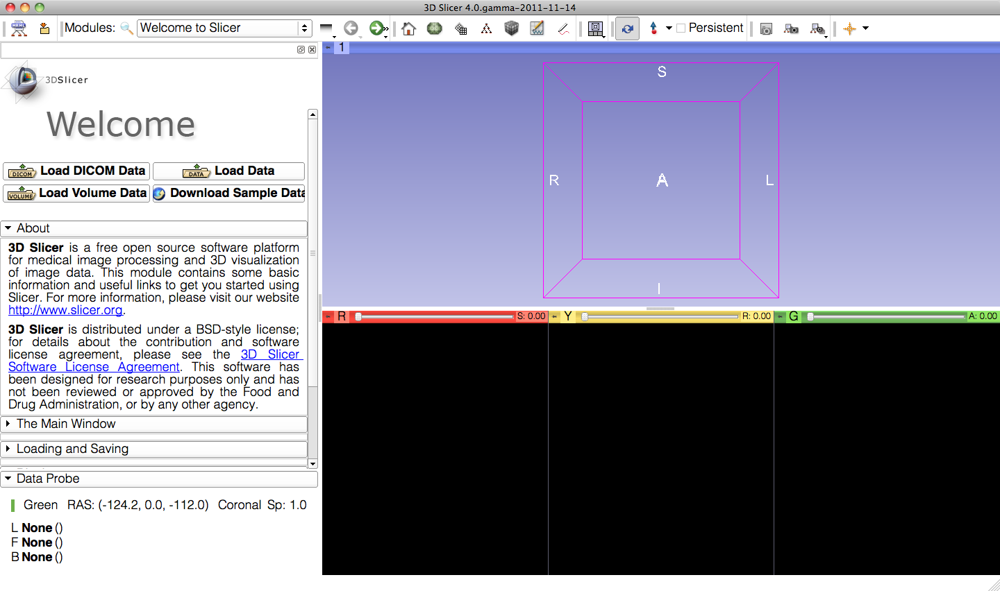 3D Slicer 4.0.gamma-2011-11-14
MRML
Modules:
Welcome to Slicer
Persistent
3DSlicer
Welcome
DICOM Load DICOM Data
DATA Load Data
VOLUME Load Volume Data
Download Sample Data
About
3D Slicer is a free open source software platform
for medical image processing and 3D visualization
of image data. This module contains some basic
information and useful links to get you started using
Slicer. For more information, please visit our website
http://www.slicer.org.
3D Slicer is distributed under a BSD-style license;
for details about the contribution and software
license agreement, please see the 3D Slicer
Software License Agreement. This software has
been designed for research purposes only and has
not been reviewed or approved by the Food and
Drug Administration, or by any other agency.
The Main Window
Loading and Saving
Data Probe
Green RAS: (-124.2, 0.0, -112.0) Coronal Sp: 1.0
L None ()
F None ()
B None ()
1
S
R
A
L
I
R
S: 0.00
Y
R: 0.00
G
A: 0.00